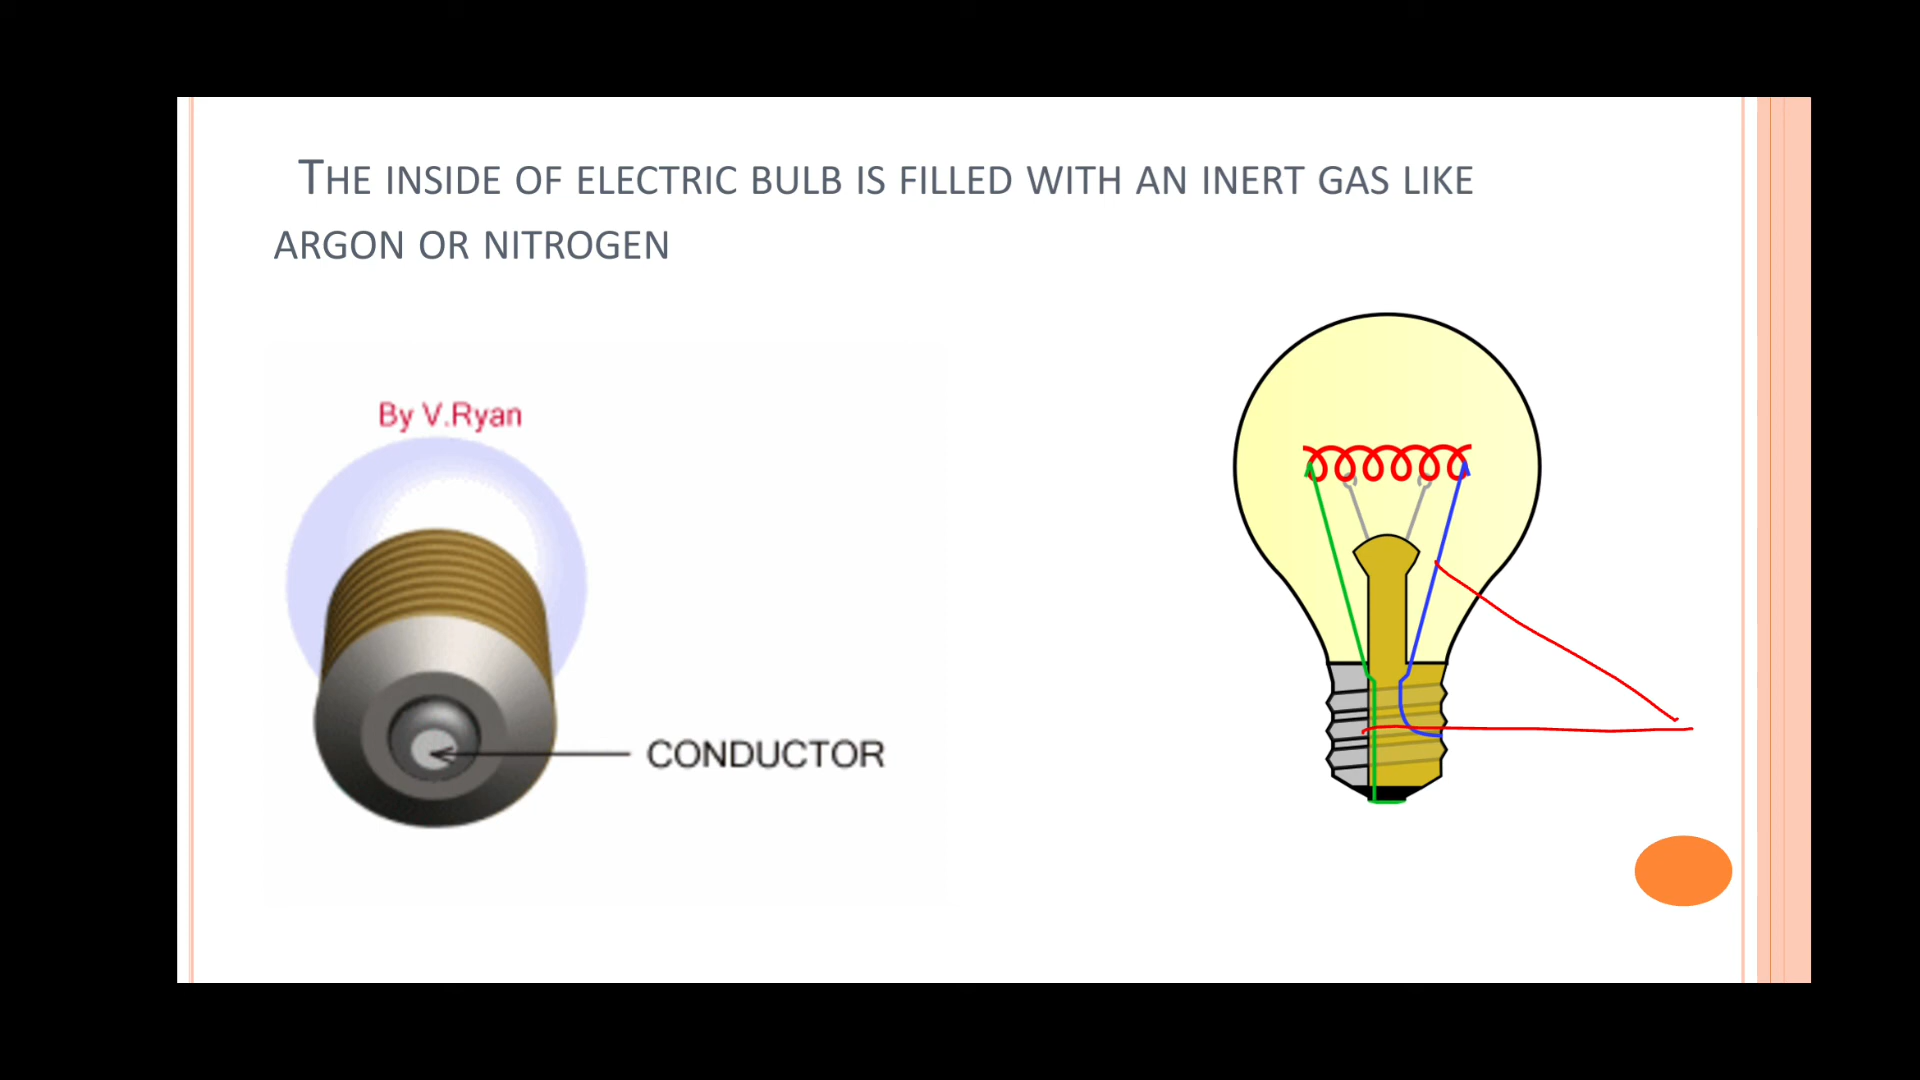 THE INSIDE OF ELECTRIC BULB IS FILLED WITH AN INERT GAS LIKE
ARGON OR NITROGEN
By V.Ryan
CONDUCTOR